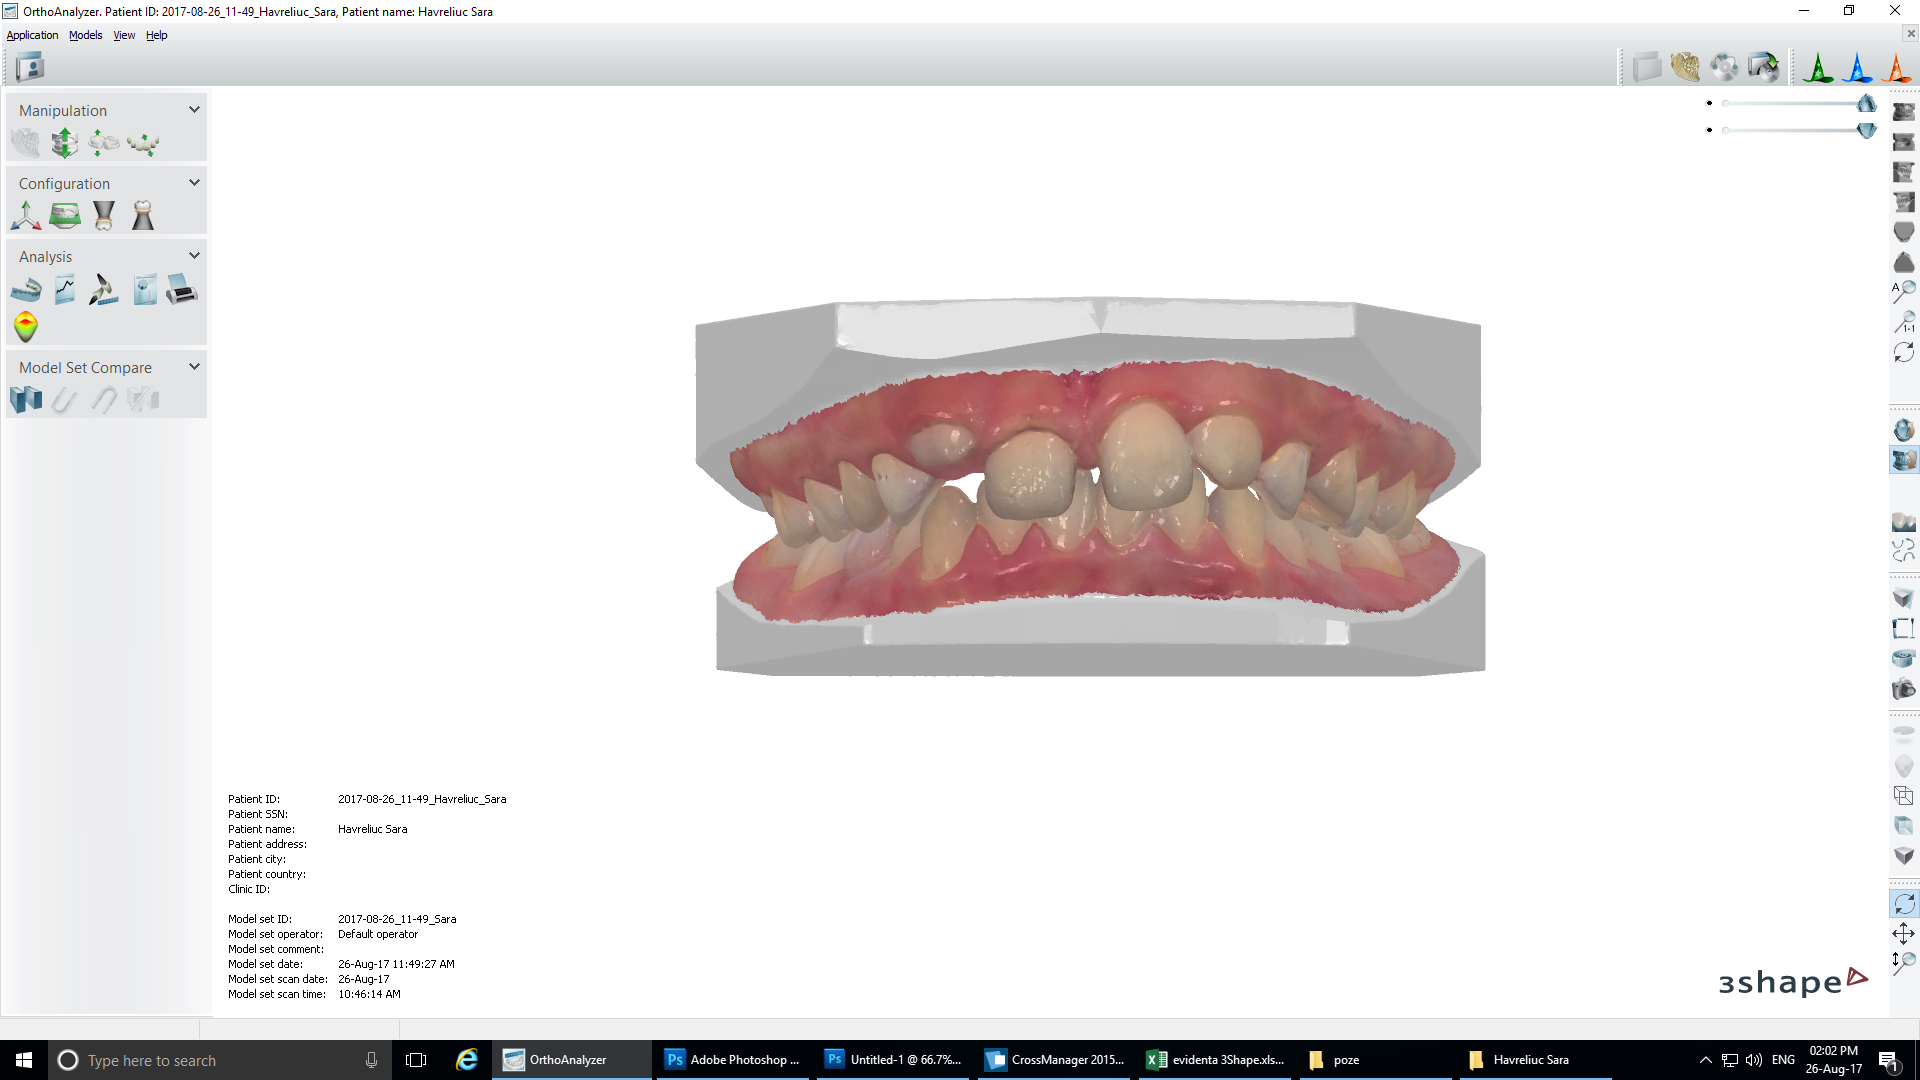 OrthoAnalyzer. Patient ID: 2017-08-26_11-49_Havreliuc_Sara, Patient name: Havreliuc Sara
Application Models View Help
Manipulation
Configuration
Analysis
Model Set Compare
A
1-1
Patient ID: 2017-08-26_11-49_Havreliuc_Sara
Patient SSN:
Patient name: Havreliuc Sara
Patient address:
Patient city:
Patient country:
Clinic ID:
Model set ID: 2017-08-26_11-49_Sara
Model set operator: Default operator
Model set comment:
Model set date: 26-Aug-17 11:49:27 AM
Model set scan date: 26-Aug-17
Model set scan time: 10:46:14 AM
3shape
Type here to search
OrthoAnalyzer
Ps Adobe Photoshop ...
Ps Untitled-1 @ 66.7%...
CrossManager 2015...
evidenta 3Shape.xls...
poze
Havreliuc Sara
ENG
02:02 PM
26-Aug-17
1